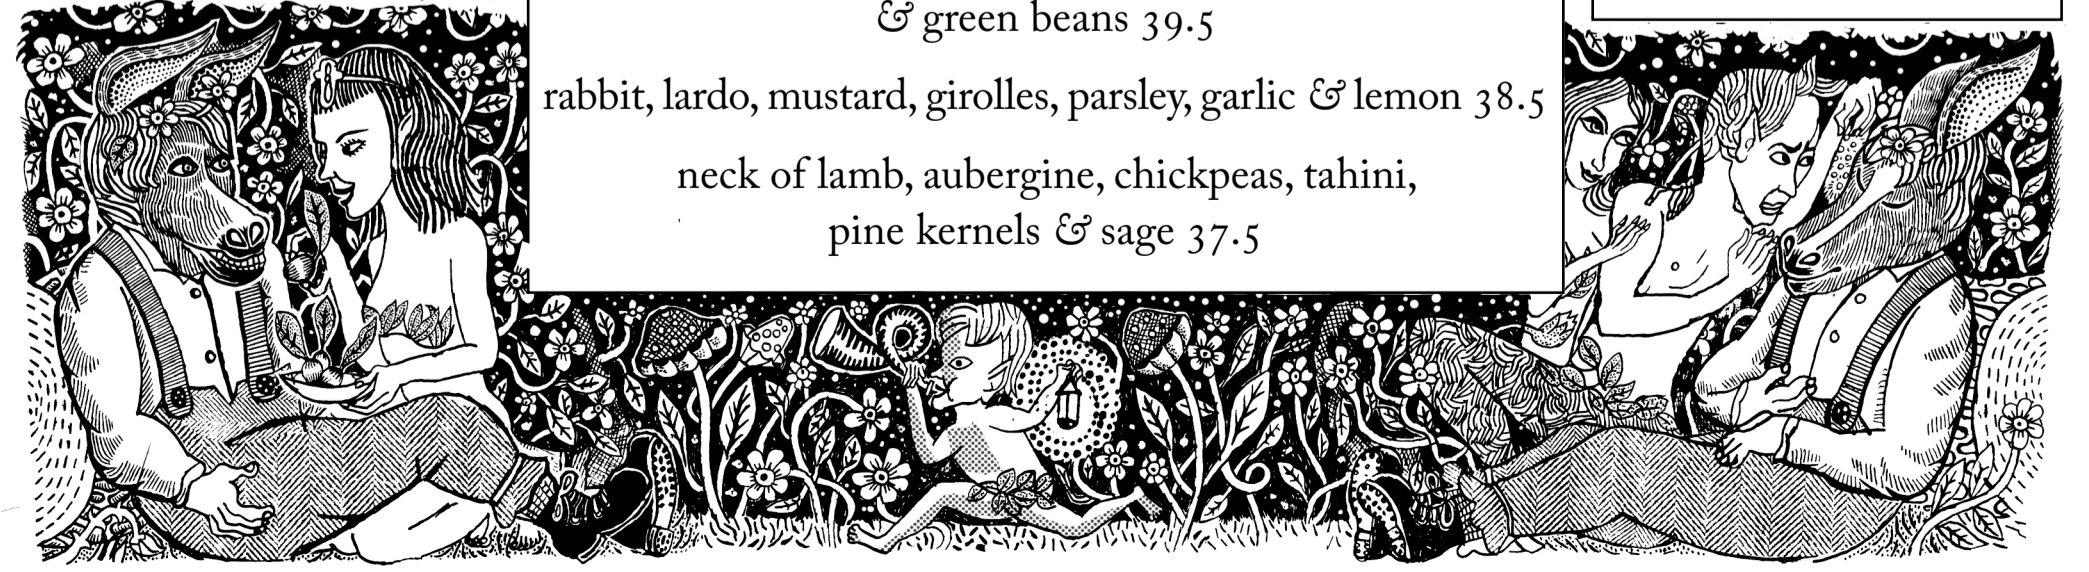 & green beans 39.5
rabbit, lardo, mustard, girolles, parsley, garlic & lemon 38.5
neck of lamb, aubergine, chickpeas, tahini,
pine kernels & sage 37.5